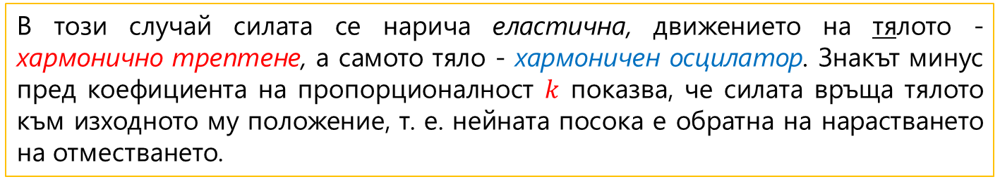 В този случай силата се нарича еластична, движението на тялото -
хармонично трептене, а самото тяло - хармоничен осцилатор. Знакът минус
пред коефициента на пропорционалност k показва, че силата връща тялото
към изходното му положение, т. е. нейната посока е обратна на нарастването
на отместването.